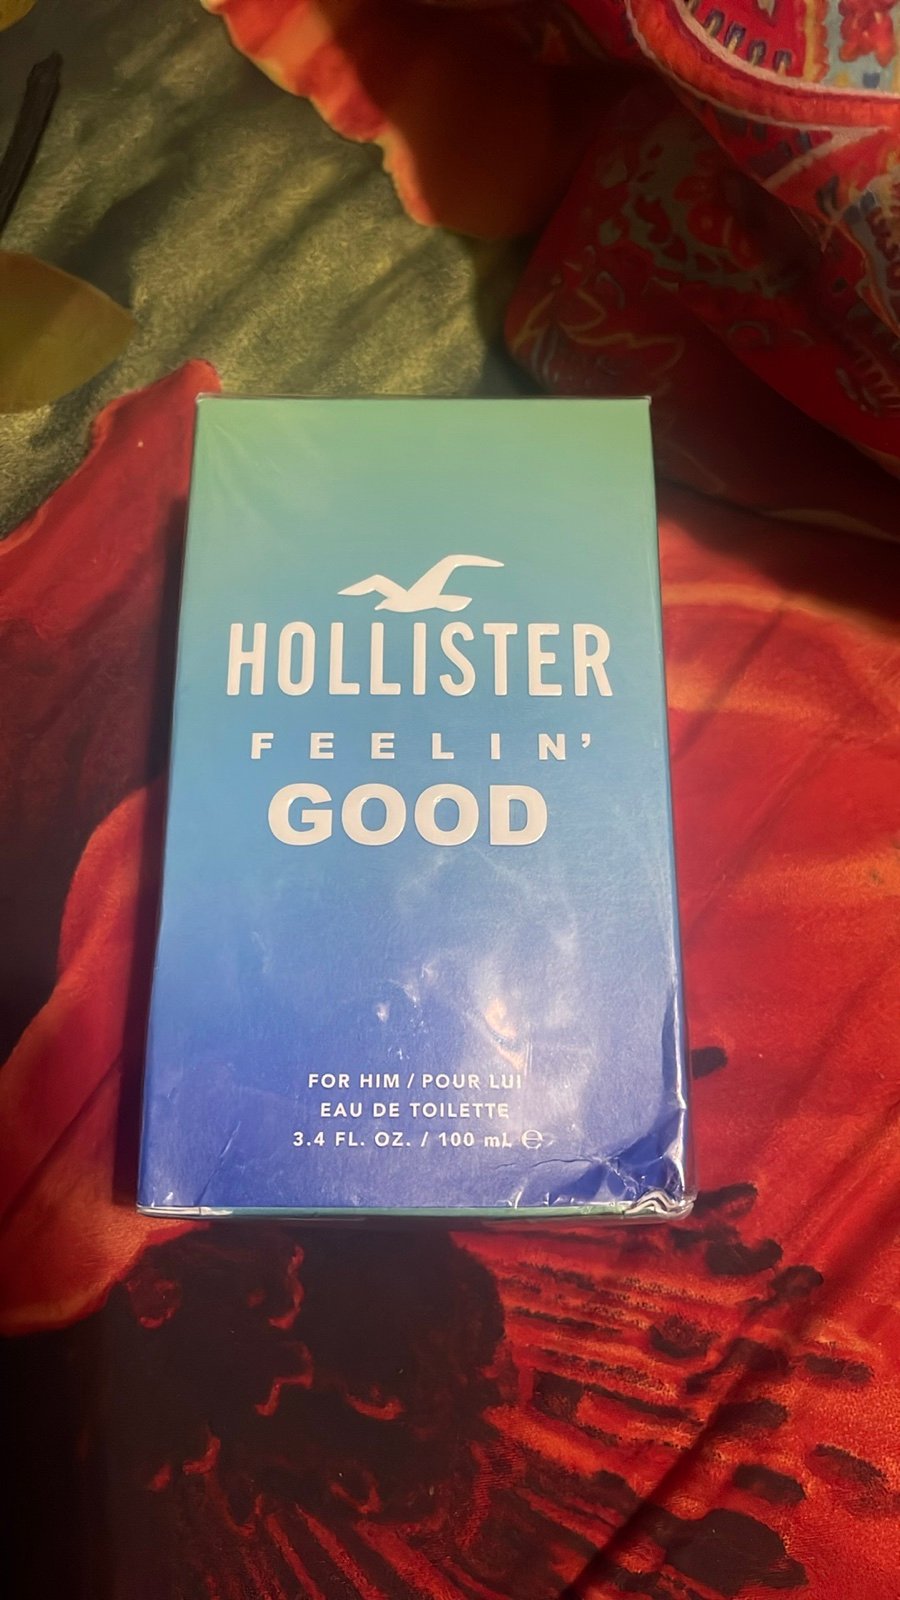 HOLLISTER
FEELIN’
GOOD
FOR HIM / POUR LUI
EAU DE TOILETTE
3.4 FL. OZ. / 100 mL ℮